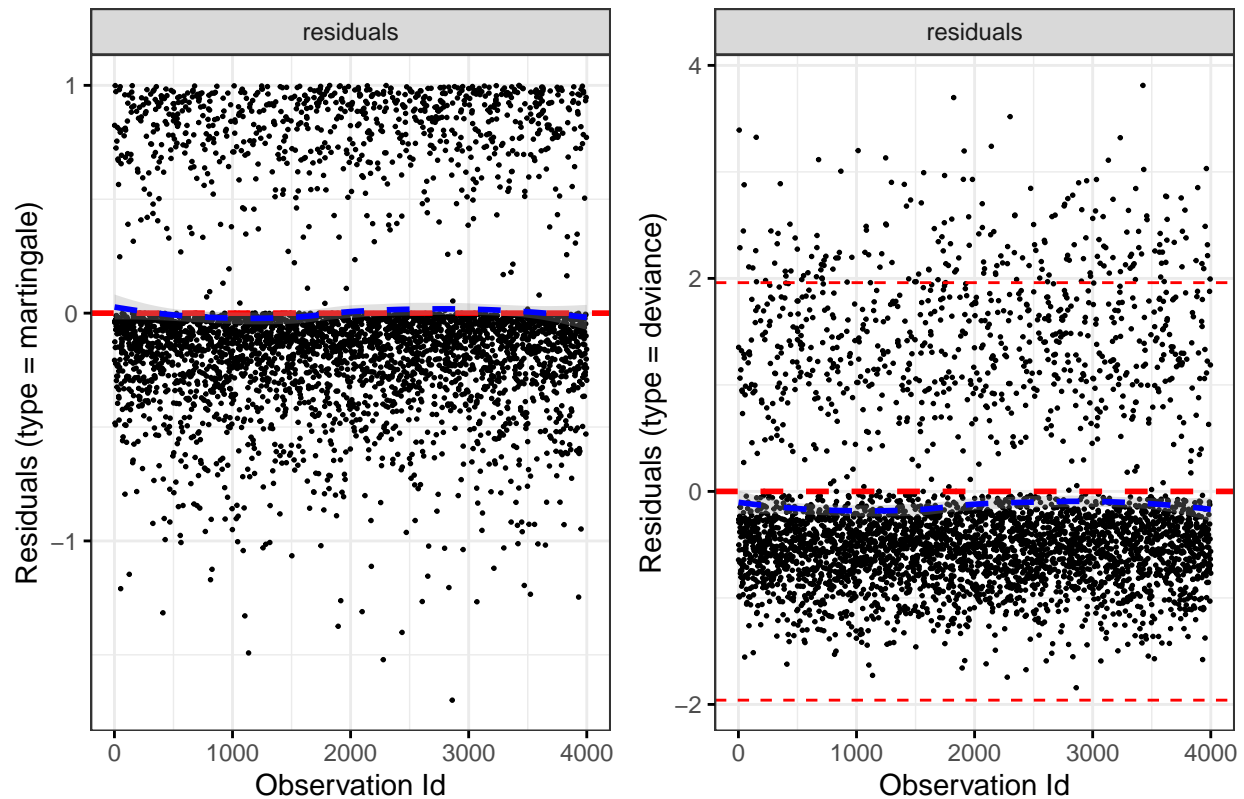 residuals
Residuals (type = martingale)
1
0
−1
0
1000
2000
3000
4000
Observation Id
residuals
Residuals (type = deviance)
4
2
0
−2
0
1000
2000
3000
4000
Observation Id